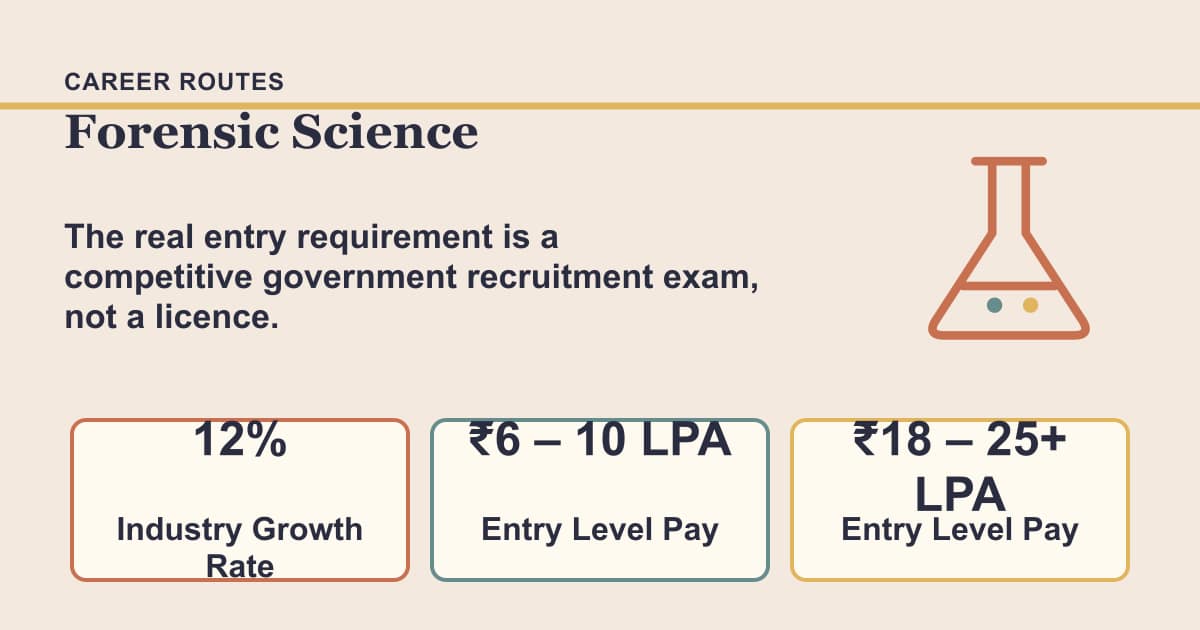 CAREER ROUTES
Forensic Science
The real entry requirement is a
competitive government recruitment exam,
not a licence.
12%
Industry Growth
Rate
₹6 – 10 LPA
Entry Level Pay
₹18 – 25+
LPA
Entry Level Pay